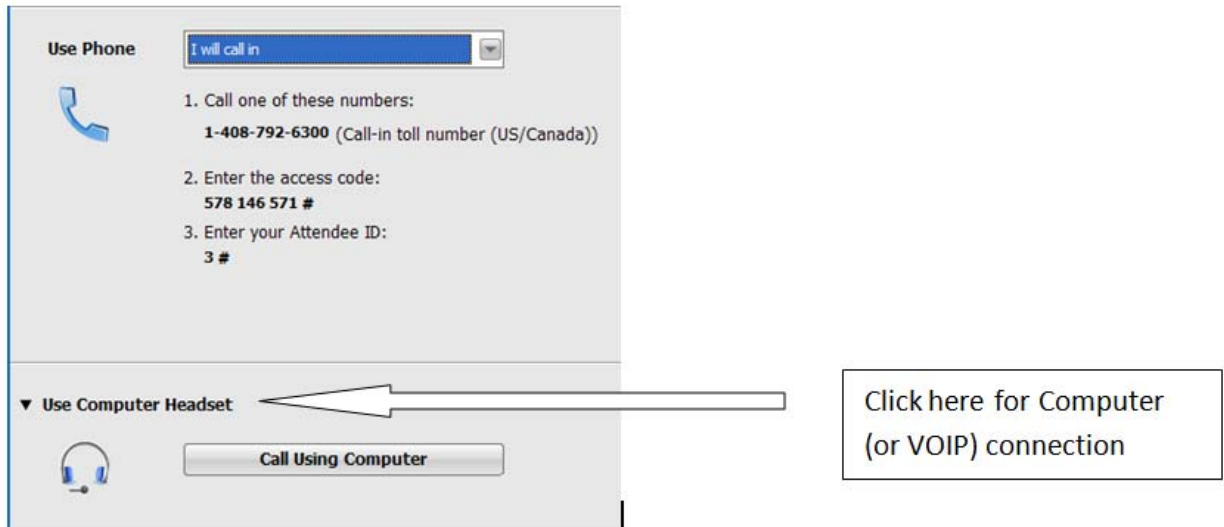 Use Phone I will call in
1. Call one of these numbers:
1-408-792-6300 (Call-in toll number (US/Canada))
2. Enter the access code:
578 146 571 #
3. Enter your Attendee ID:
3 #
Use Computer Headset
Call Using Computer
Click here for Computer
(or VOIP) connection